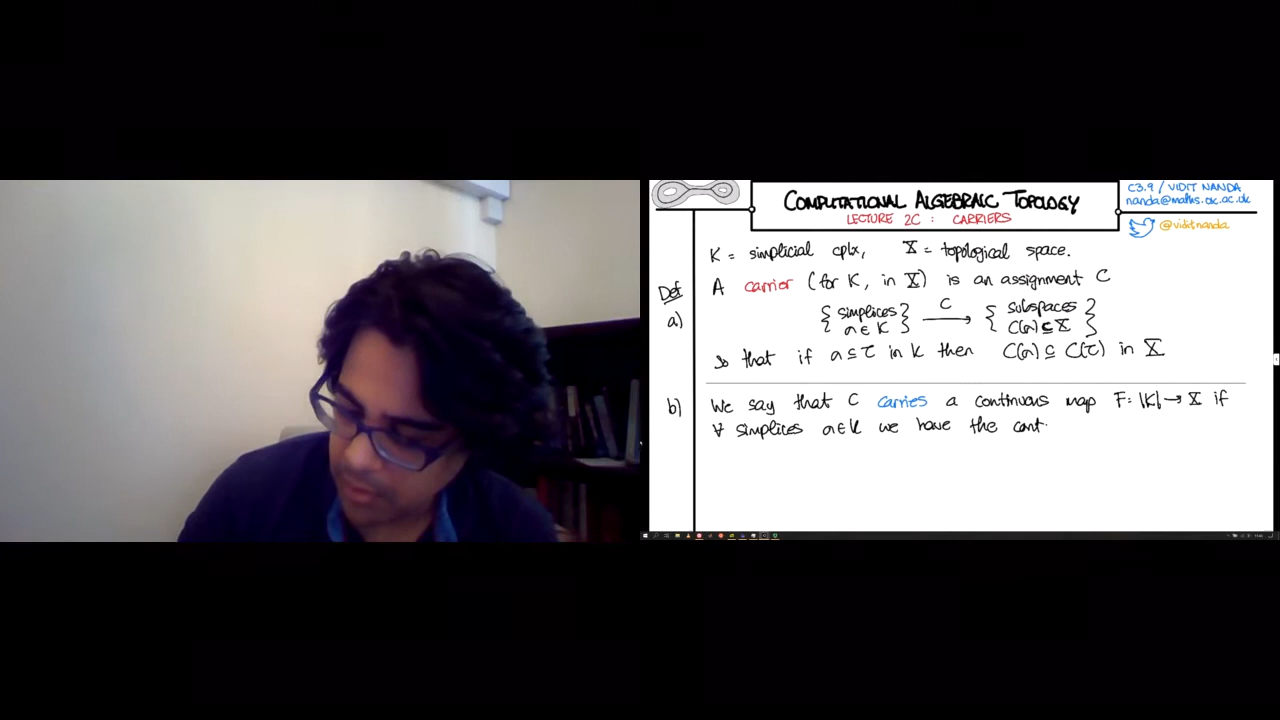 COMPUTATIONAL ALGEBRAIC TOPOLOGY
LECTURE 2C : CARRIERS
C3.9 / VIDIT NANDA
nanda@maths.ox.ac.uk
@viditnanda
K = simplicial cplx, X = topological space.
Def
a) A carrier (for K, in X) is an assignment C
{ simplices σ ∈ K } C → { subspaces C(σ) ⊆ X }
so that if σ ⊆ τ in K then C(σ) ⊆ C(τ) in X
b) We say that C carries a continuous map F: |K| → X if
∀ simplices σ ∈ K we have the cont